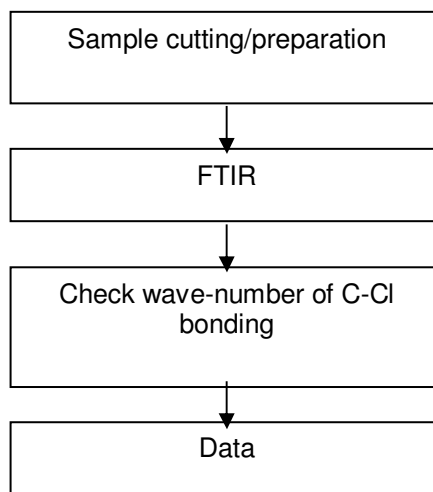 Sample cutting/preparation
FTIR
Check wave-number of C-Cl
bonding
Data